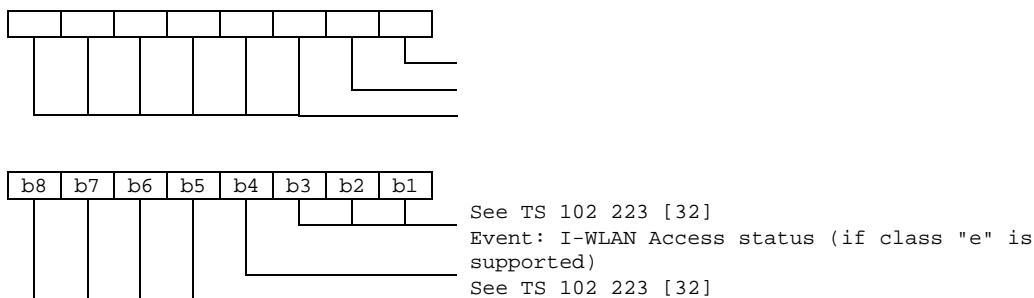 b8 b7 b6 b5 b4 b3 b2 b1
See TS 102 223 [32]
Event: I-WLAN Access status (if class "e" is
supported)
See TS 102 223 [32]